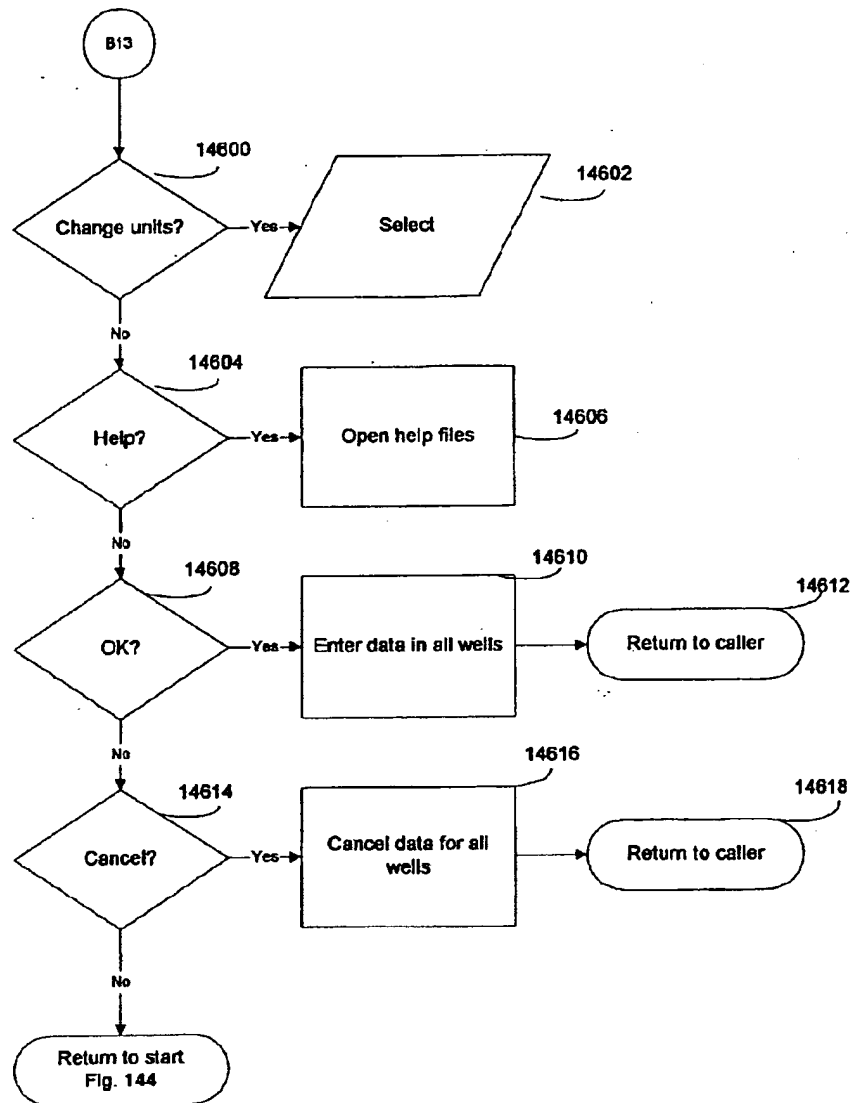 B13
14600
Change units?
Yes
Select
14602
No
14604
Help?
Yes
Open help files
14606
No
14608
OK?
Yes
14610
Enter data in all wells
14612
Return to caller
No
14614
Cancel?
Yes
14616
Cancel data for all
wells
14618
Return to caller
No
Return to start
Fig. 144